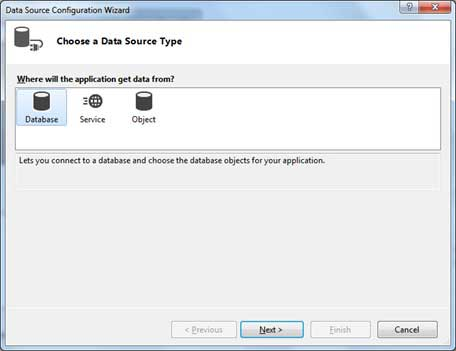 Data Source Configuration Wizard
Choose a Data Source Type
Where will the application get data from?
Database Service Object
Lets you connect to a database and choose the database objects for your application.
< Previous Next > Finish Cancel